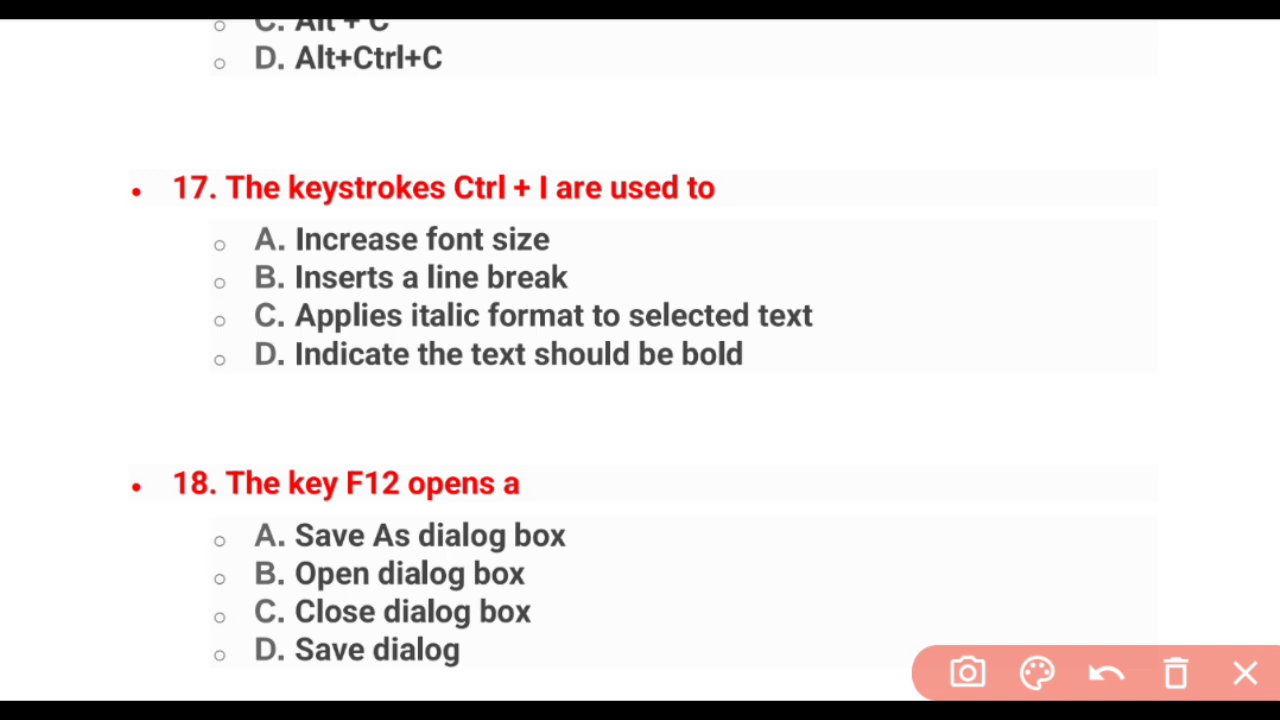 C. Alt + C
D. Alt+Ctrl+C
17. The keystrokes Ctrl + I are used to
A. Increase font size
B. Inserts a line break
C. Applies italic format to selected text
D. Indicate the text should be bold
18. The key F12 opens a
A. Save As dialog box
B. Open dialog box
C. Close dialog box
D. Save dialog